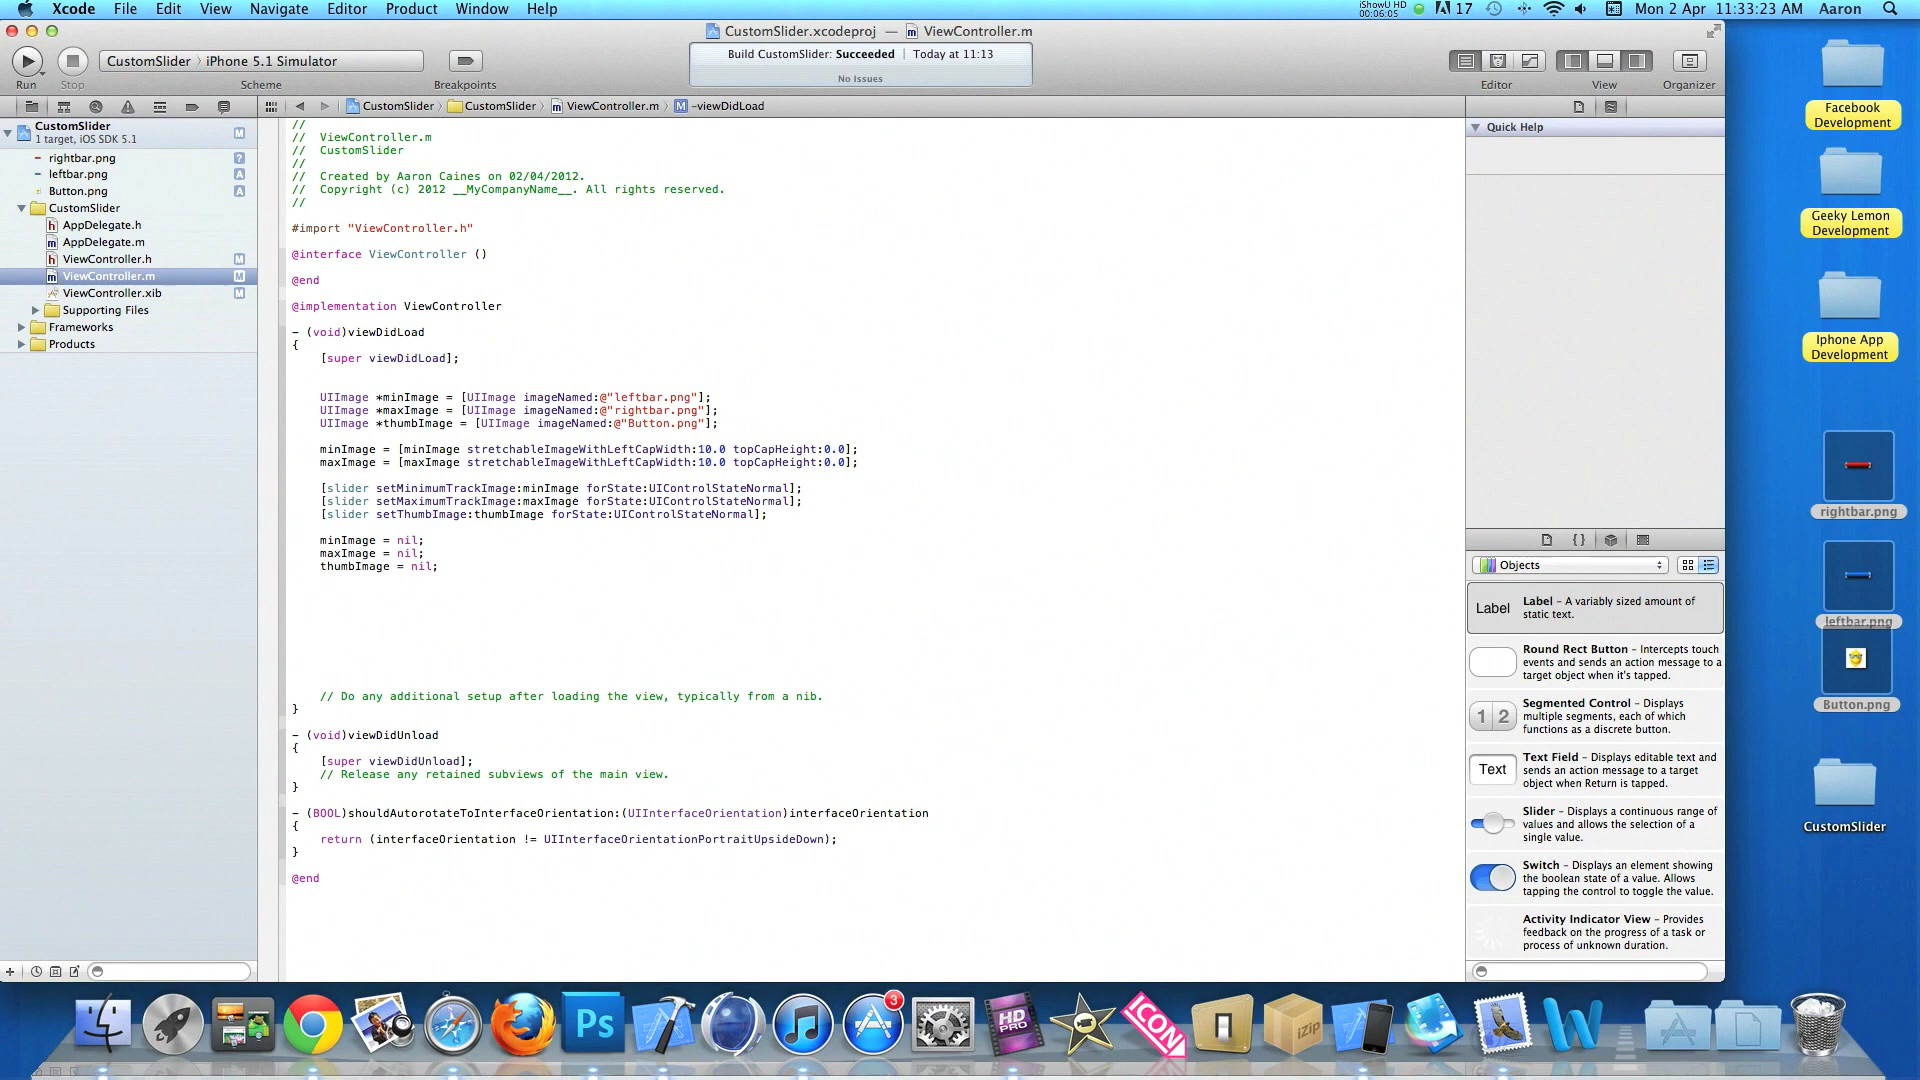 Xcode File Edit View Navigate Editor Product Window Help
iShowU HD
00:06:05
17
Mon 2 Apr 11:33:23 AM Aaron
CustomSlider.xcodeproj — ViewController.m
CustomSlider iPhone 5.1 Simulator
Build CustomSlider: Succeeded Today at 11:13
No Issues
Run Stop Scheme Breakpoints Editor View Organizer
CustomSlider CustomSlider ViewController.m -viewDidLoad
CustomSlider M
1 target, iOS SDK 5.1
rightbar.png ?
leftbar.png A
Button.png A
CustomSlider
AppDelegate.h
AppDelegate.m
ViewController.h M
ViewController.m M
ViewController.xib M
Supporting Files
Frameworks
Products
//
// ViewController.m
// CustomSlider
//
// Created by Aaron Caines on 02/04/2012.
// Copyright (c) 2012 __MyCompanyName__. All rights reserved.
//
#import "ViewController.h"
@interface ViewController ()
@end
@implementation ViewController
- (void)viewDidLoad
{
[super viewDidLoad];
UIImage *minImage = [UIImage imageNamed:@"leftbar.png"];
UIImage *maxImage = [UIImage imageNamed:@"rightbar.png"];
UIImage *thumbImage = [UIImage imageNamed:@"Button.png"];
minImage = [minImage stretchableImageWithLeftCapWidth:10.0 topCapHeight:0.0];
maxImage = [maxImage stretchableImageWithLeftCapWidth:10.0 topCapHeight:0.0];
[slider setMinimumTrackImage:minImage forState:UIControlStateNormal];
[slider setMaximumTrackImage:maxImage forState:UIControlStateNormal];
[slider setThumbImage:thumbImage forState:UIControlStateNormal];
minImage = nil;
maxImage = nil;
thumbImage = nil;
// Do any additional setup after loading the view, typically from a nib.
}
- (void)viewDidUnload
{
[super viewDidUnload];
// Release any retained subviews of the main view.
}
- (BOOL)shouldAutorotateToInterfaceOrientation:(UIInterfaceOrientation)interfaceOrientation
{
return (interfaceOrientation != UIInterfaceOrientationPortraitUpsideDown);
}
@end
Quick Help
{}
Objects
Label
Label - A variably sized amount of
static text.
Round Rect Button - Intercepts touch
events and sends an action message to a
target object when it's tapped.
1 2
Segmented Control - Displays
multiple segments, each of which
functions as a discrete button.
Text
Text Field - Displays editable text and
sends an action message to a target
object when Return is tapped.
Slider - Displays a continuous range of
values and allows the selection of a
single value.
Switch - Displays an element showing
the boolean state of a value. Allows
tapping the control to toggle the value.
Activity Indicator View - Provides
feedback on the progress of a task or
process of unknown duration.
Facebook
Development
Geeky Lemon
Development
Iphone App
Development
rightbar.png
leftbar.png
Button.png
CustomSlider
Ps
3
HD
PRO
ICON
iZip
W